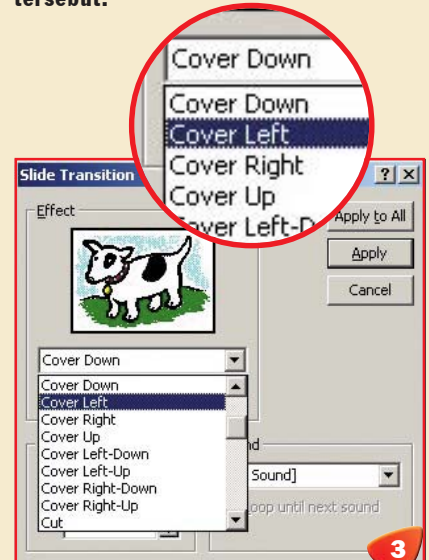 tersebut.
Cover Down
Cover Down
Cover Left
Cover Right
Cover Up
Cover Left-D
Slide Transition
Effect
Apply to All
Apply
Cancel
Cover Down
Cover Down
Cover Left
Cover Right
Cover Up
Cover Left-Down
Cover Left-Up
Cover Right-Down
Cover Right-Up
Cut
Sound]
oop until next sound
3